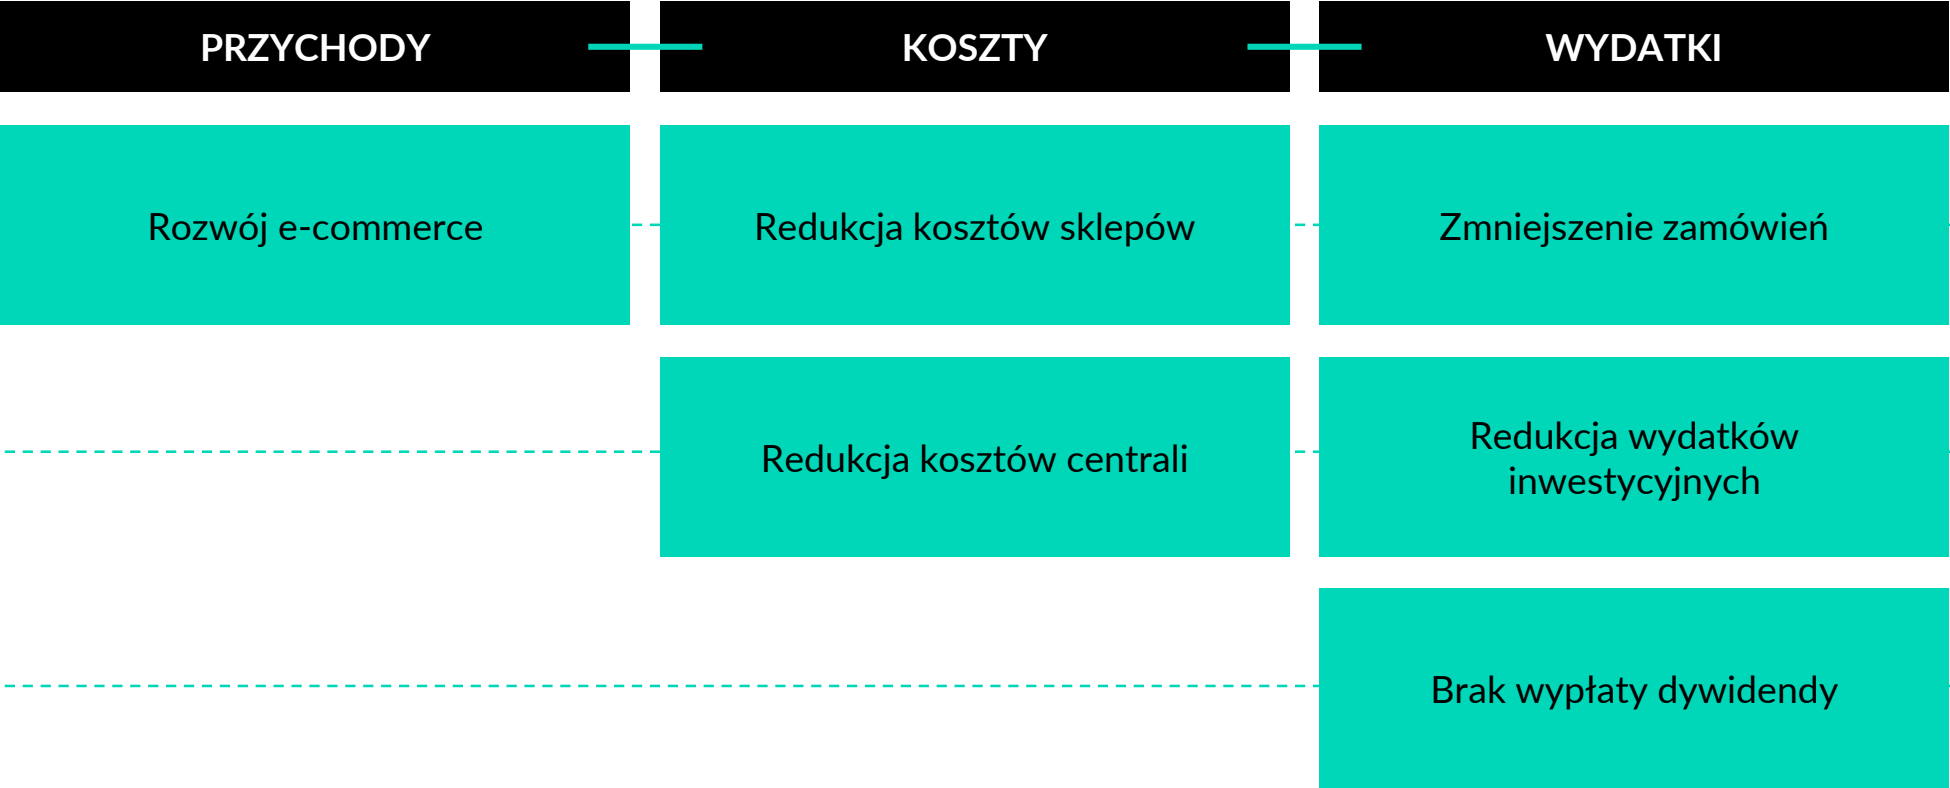 PRZYCHODY
KOSZTY
WYDATKI
Rozwój e-commerce
Redukcja kosztów sklepów
Zmniejszenie zamówień
Redukcja kosztów centrali
Redukcja wydatków
inwestycyjnych
Brak wypłaty dywidendy